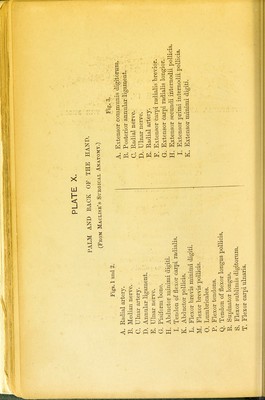 PLATE X.
PALM AND BACK OF THE HAND.
(FROM MACLISE'S SURGICAL ANATOMY.)
Figs. 1 and 2.
A. Radial artery.
B. Median nerve.
C. Ulnar artery.
D. Annular ligament.
E. Ulnar nerve.
G. Pisiform bone.
H. Abductor minimi digiti.
I. Tendon of flexor carpi radialis.
K. Abductor pollicis.
L. Flexor brevis minimi digiti.
M. Flexor brevis pollicis.
O. Lumbricales.
P. Flexor tendons.
Q. Tendon of flexor longus pollicis.
R. Supinator longus.
S. Flexor sublimis digitorum.
T. Flexor carpi ulnaris.
Fig. 3.
A. Extensor communis digitorum.
B. Posterior annular ligament.
C. Radial nerve.
D. Ulnar nerve.
E. Radial artery.
F. Extensor carpi radialis brevior.
G. Extensor carpi radialis longior.
H. Extensor secundi internodii pollicis.
I. Extensor primi internodii pollicis.
K. Extensor minimi digiti.